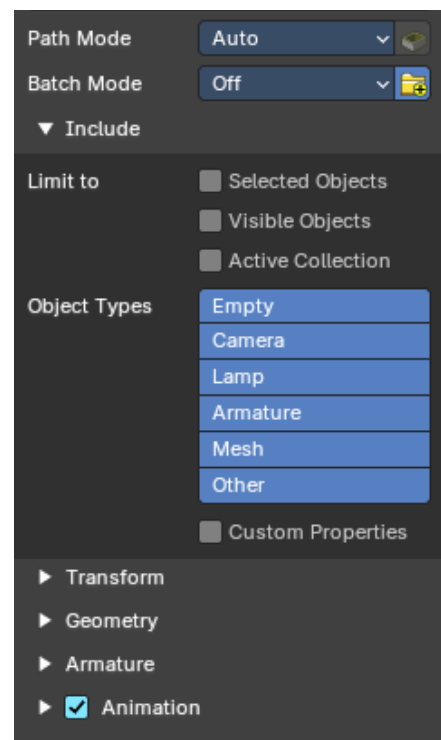 Path Mode Auto
Batch Mode Off
Include
Limit to Selected Objects
Visible Objects
Active Collection
Object Types Empty
Camera
Lamp
Armature
Mesh
Other
Custom Properties
Transform
Geometry
Armature
Animation